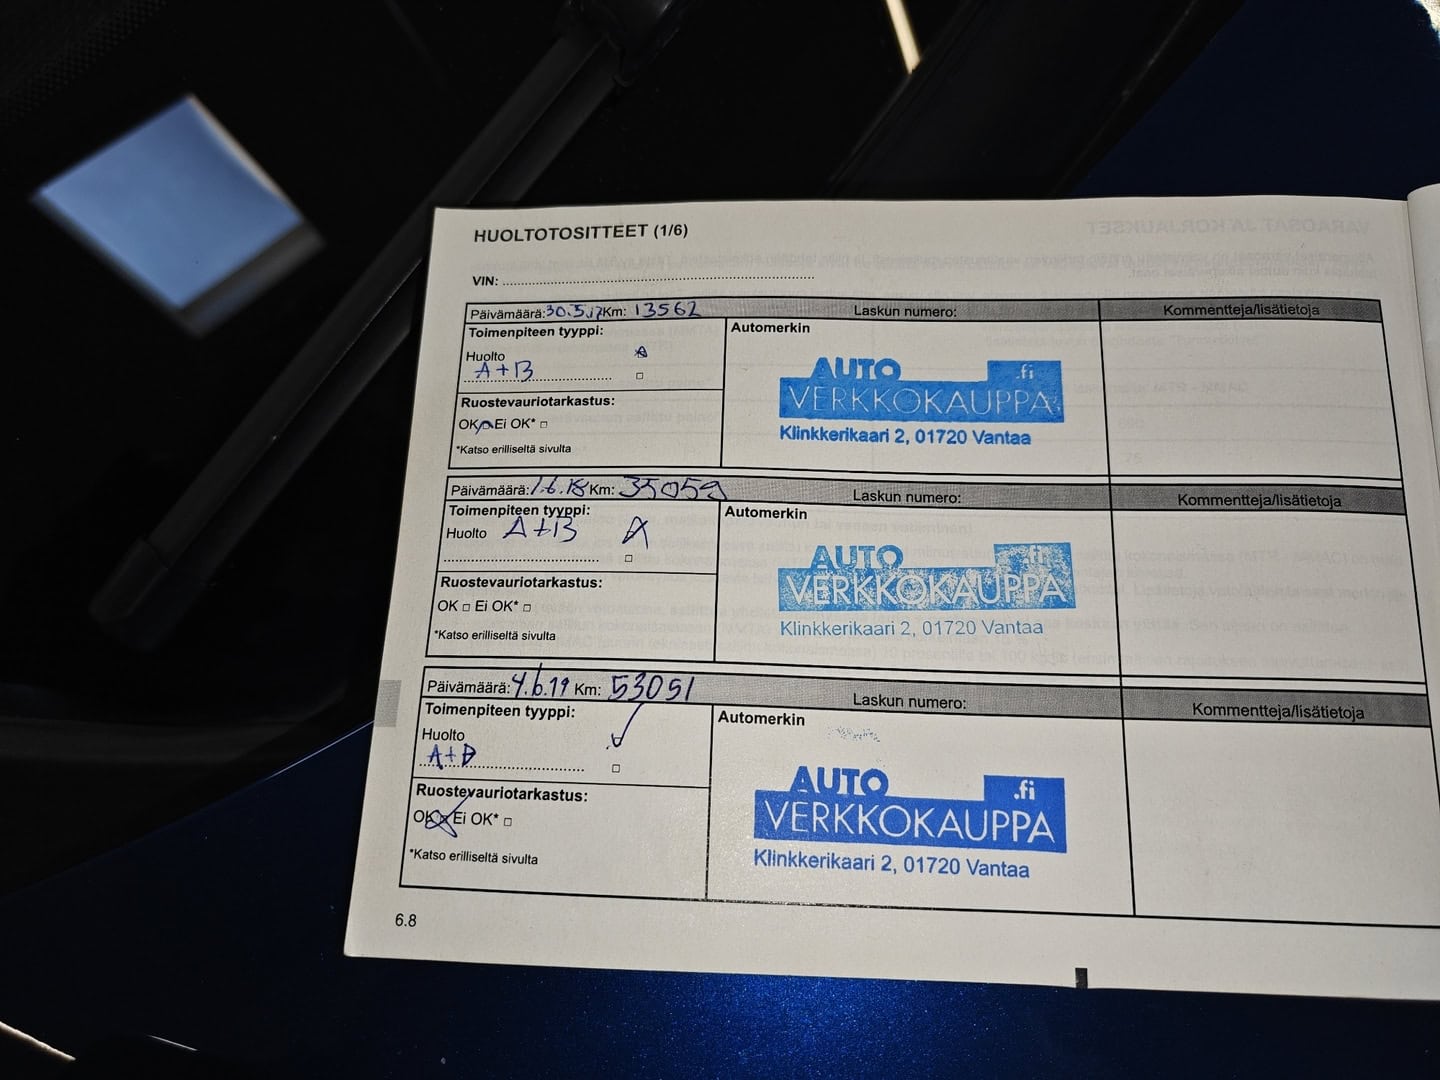 HUOLTOTOSITTEET (1/6)
VIN:
Päivämäärä: 30.5.17 Km: 13562 Laskun numero: Kommentteja/lisätietoja
Toimenpiteen tyyppi: Automerkin
Huolto
A+B
AUTO .fi
VERKKOKAUPPA
Klinkkerikaari 2, 01720 Vantaa
Ruostevauriotarkastus:
OK Ei OK*
*Katso erilliseltä sivulta
Päivämäärä: 1.6.18 Km: 35059 Laskun numero: Kommentteja/lisätietoja
Toimenpiteen tyyppi: Automerkin
Huolto A+B
AUTO .fi
VERKKOKAUPPA
Klinkkerikaari 2, 01720 Vantaa
Ruostevauriotarkastus:
OK Ei OK*
*Katso erilliseltä sivulta
Päivämäärä: 4.6.19 Km: 53051 Laskun numero: Kommentteja/lisätietoja
Toimenpiteen tyyppi: Automerkin
Huolto
A+B
AUTO .fi
VERKKOKAUPPA
Klinkkerikaari 2, 01720 Vantaa
Ruostevauriotarkastus:
OK Ei OK*
*Katso erilliseltä sivulta
6.8